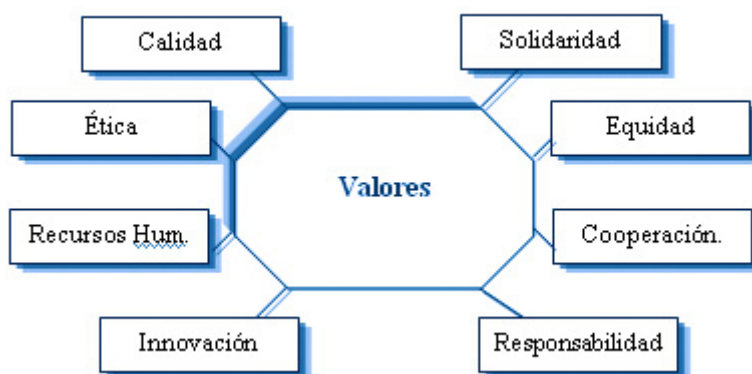 Calidad
Solidaridad
Ética
Equidad
Valores
Recursos Hum.
Cooperación.
Innovación
Responsabilidad